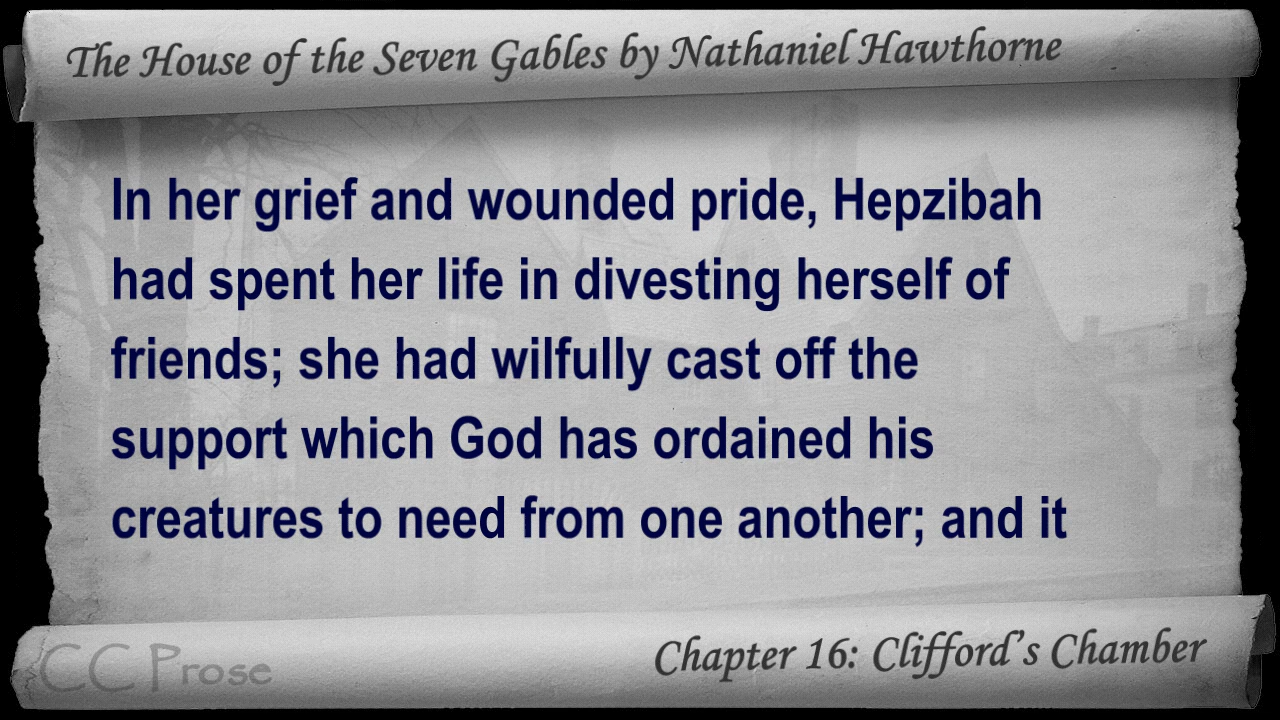 The House of the Seven Gables by Nathaniel Hawthorne
In her grief and wounded pride, Hepzibah
had spent her life in divesting herself of
friends; she had wilfully cast off the
support which God has ordained his
creatures to need from one another; and it
CC Prose
Chapter 16: Clifford's Chamber